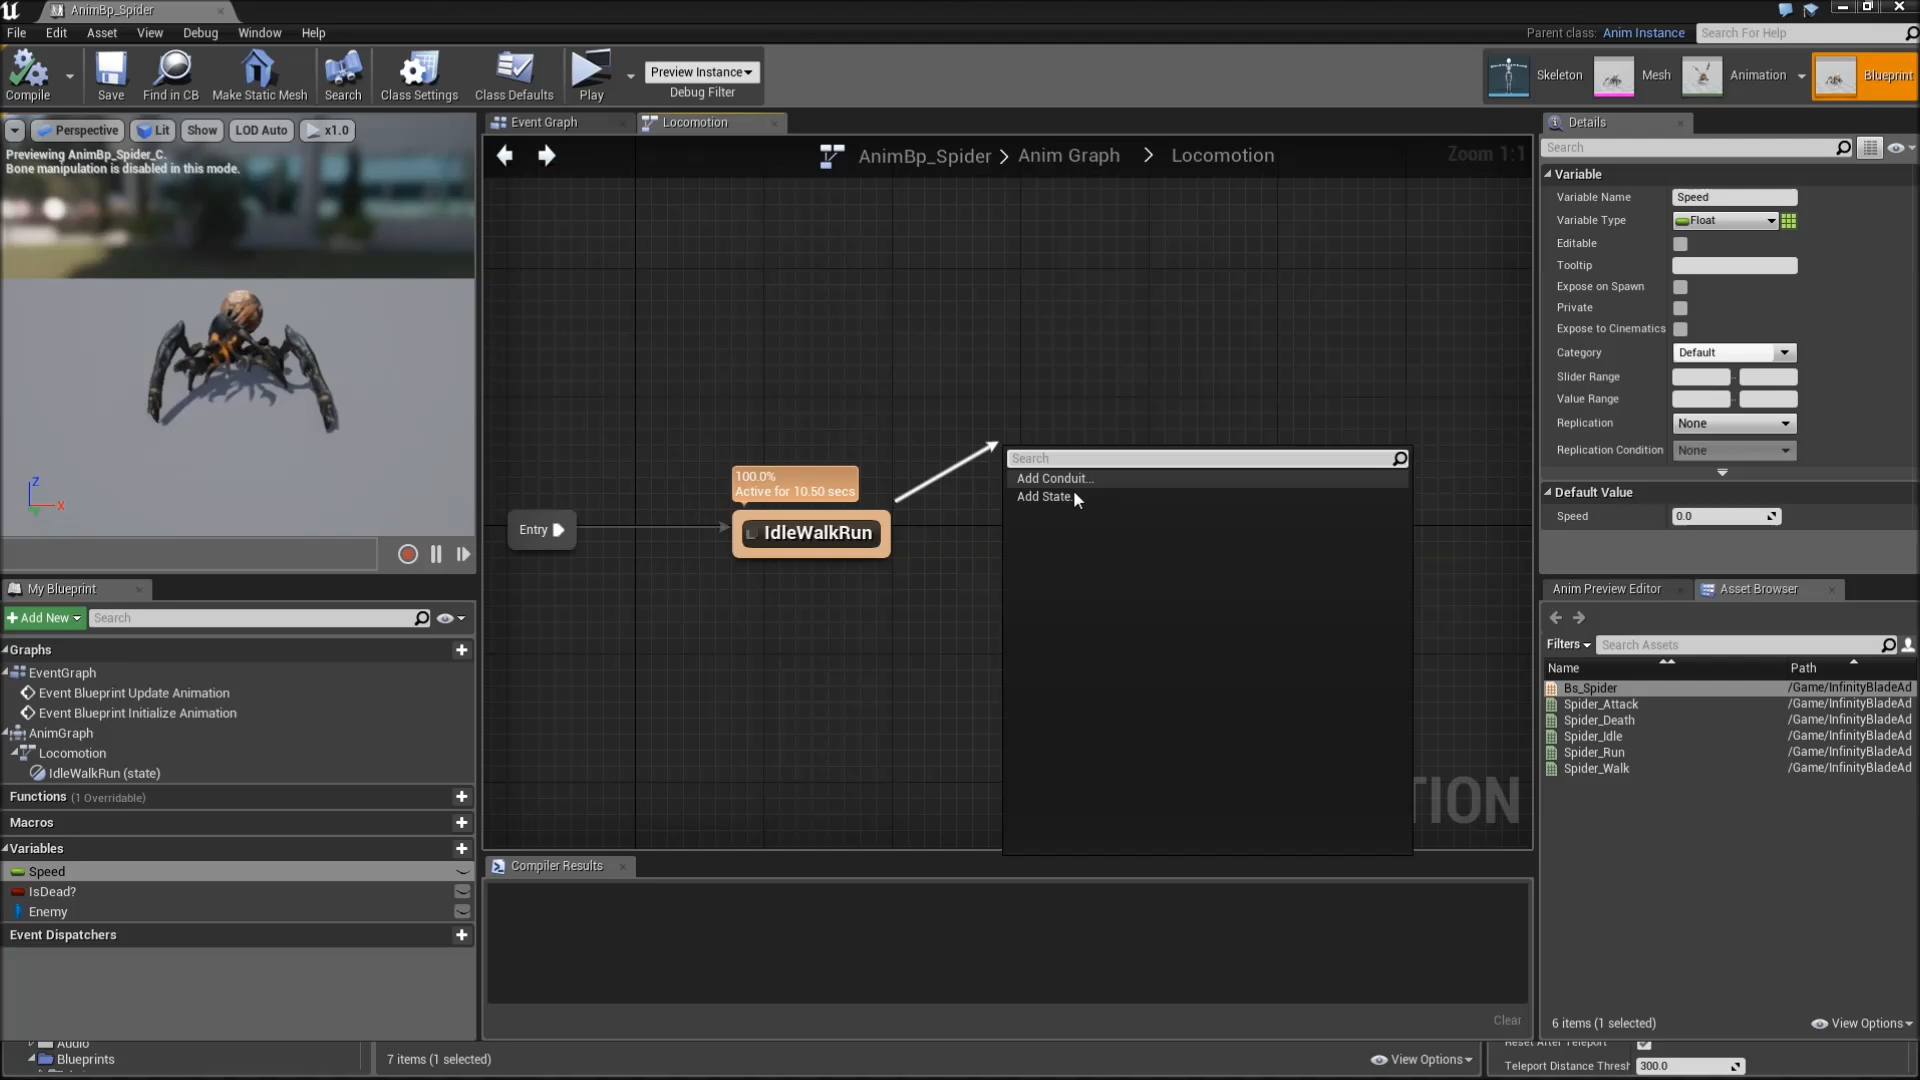 AnimBp_Spider
File Edit Asset View Debug Window Help
Parent class: Anim Instance Search For Help
Compile Save Find in CB Make Static Mesh Search Class Settings Class Defaults Play
Preview Instance
Debug Filter
Skeleton Mesh Animation Blueprint
Perspective Lit Show LOD Auto x1.0
Previewing AnimBp_Spider_C.
Bone manipulation is disabled in this mode.
Z
X
My Blueprint
Add New Search
Graphs
EventGraph
Event Blueprint Update Animation
Event Blueprint Initialize Animation
AnimGraph
Locomotion
IdleWalkRun (state)
Functions (1 Overridable)
Macros
Variables
Speed
IsDead?
Enemy
Event Dispatchers
Audio
Blueprints
Event Graph Locomotion
AnimBp_Spider > Anim Graph > Locomotion
Zoom 1:1
Entry
100.0%
Active for 10.50 secs
IdleWalkRun
Search
Add Conduit...
Add State.
TION
Compiler Results
Clear
7 items (1 selected)
View Options
Details
Search
Variable
Variable Name Speed
Variable Type Float
Editable
Tooltip
Expose on Spawn
Private
Expose to Cinematics
Category Default
Slider Range
Value Range
Replication None
Replication Condition None
Default Value
Speed 0.0
Anim Preview Editor Asset Browser
Filters Search Assets
Name Path
Bs_Spider /Game/InfinityBladeAd
Spider_Attack /Game/InfinityBladeAd
Spider_Death /Game/InfinityBladeAd
Spider_Idle /Game/InfinityBladeAd
Spider_Run /Game/InfinityBladeAd
Spider_Walk /Game/InfinityBladeAd
6 items (1 selected)
View Options
Reset After Teleport
Teleport Distance Thresh 300.0